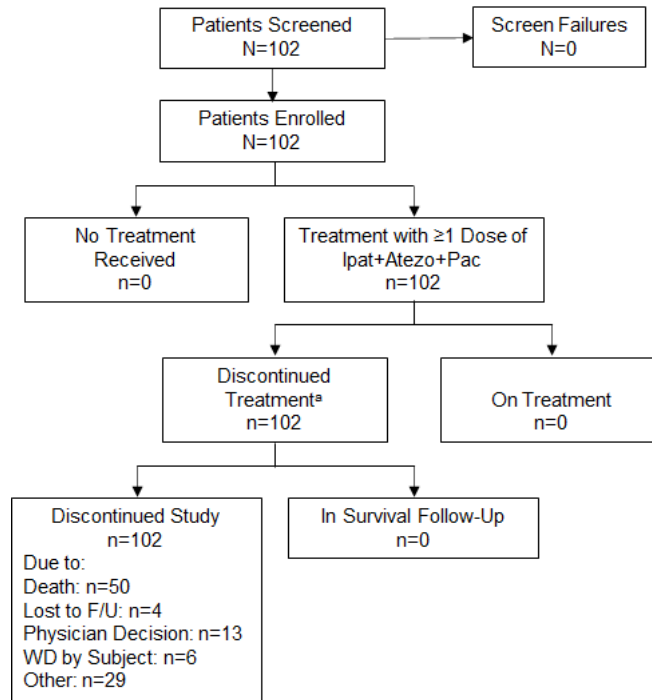 Patients Screened
N=102
Screen Failures
N=0
Patients Enrolled
N=102
No Treatment
Received
n=0
Treatment with ≥1 Dose of
Ipat+Atezo+Pac
n=102
Discontinued
Treatmentᵃ
n=102
On Treatment
n=0
Discontinued Study
n=102
Due to:
Death: n=50
Lost to F/U: n=4
Physician Decision: n=13
WD by Subject: n=6
Other: n=29
In Survival Follow-Up
n=0